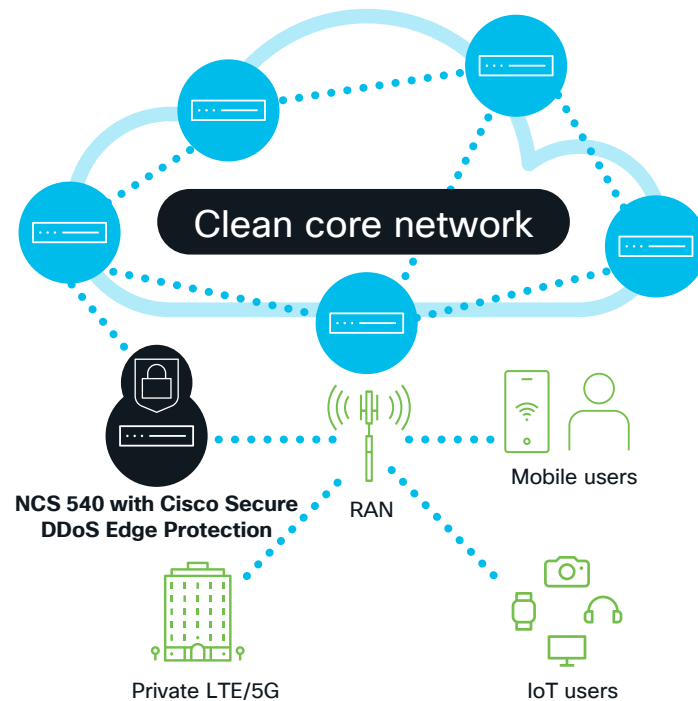 Clean core network
NCS 540 with Cisco Secure
DDoS Edge Protection
RAN
Mobile users
Private LTE/5G
IoT users